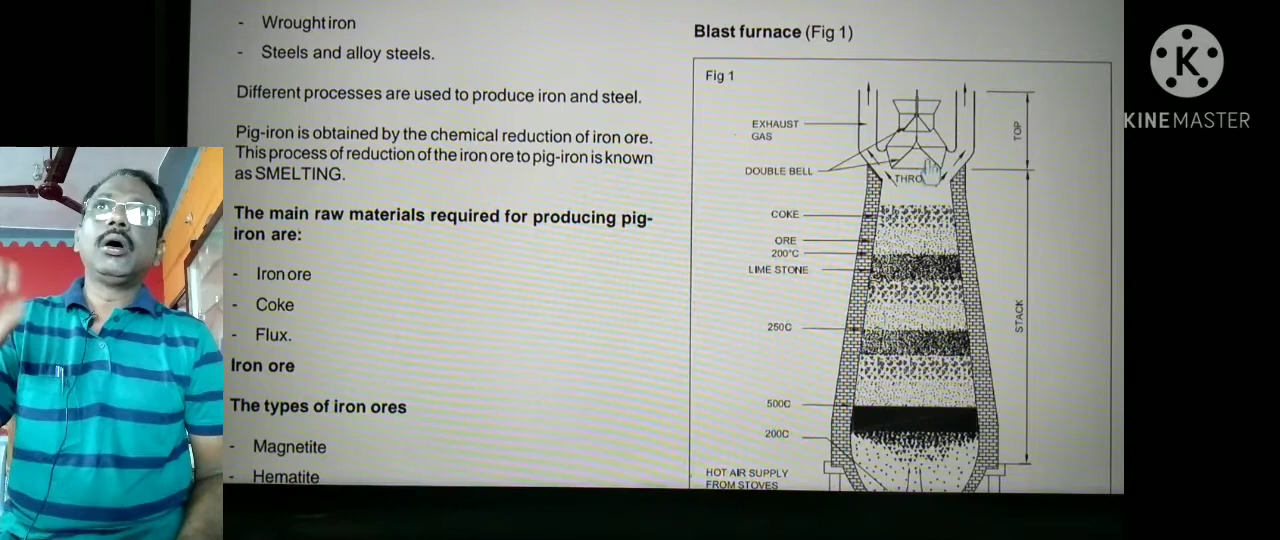 - Wrought iron
- Steels and alloy steels.
Different processes are used to produce iron and steel.
Pig-iron is obtained by the chemical reduction of iron ore.
This process of reduction of the iron ore to pig-iron is known
as SMELTING.
The main raw materials required for producing pig-
iron are:
- Iron ore
- Coke
- Flux.
Iron ore
The types of iron ores
- Magnetite
- Hematite
Blast furnace (Fig 1)
Fig 1
EXHAUST
GAS
DOUBLE BELL
THRO
COKE
ORE
200°C
LIME STONE
250C
500C
200C
HOT AIR SUPPLY
FROM STOVES
TOP
STACK
K
KINEMASTER